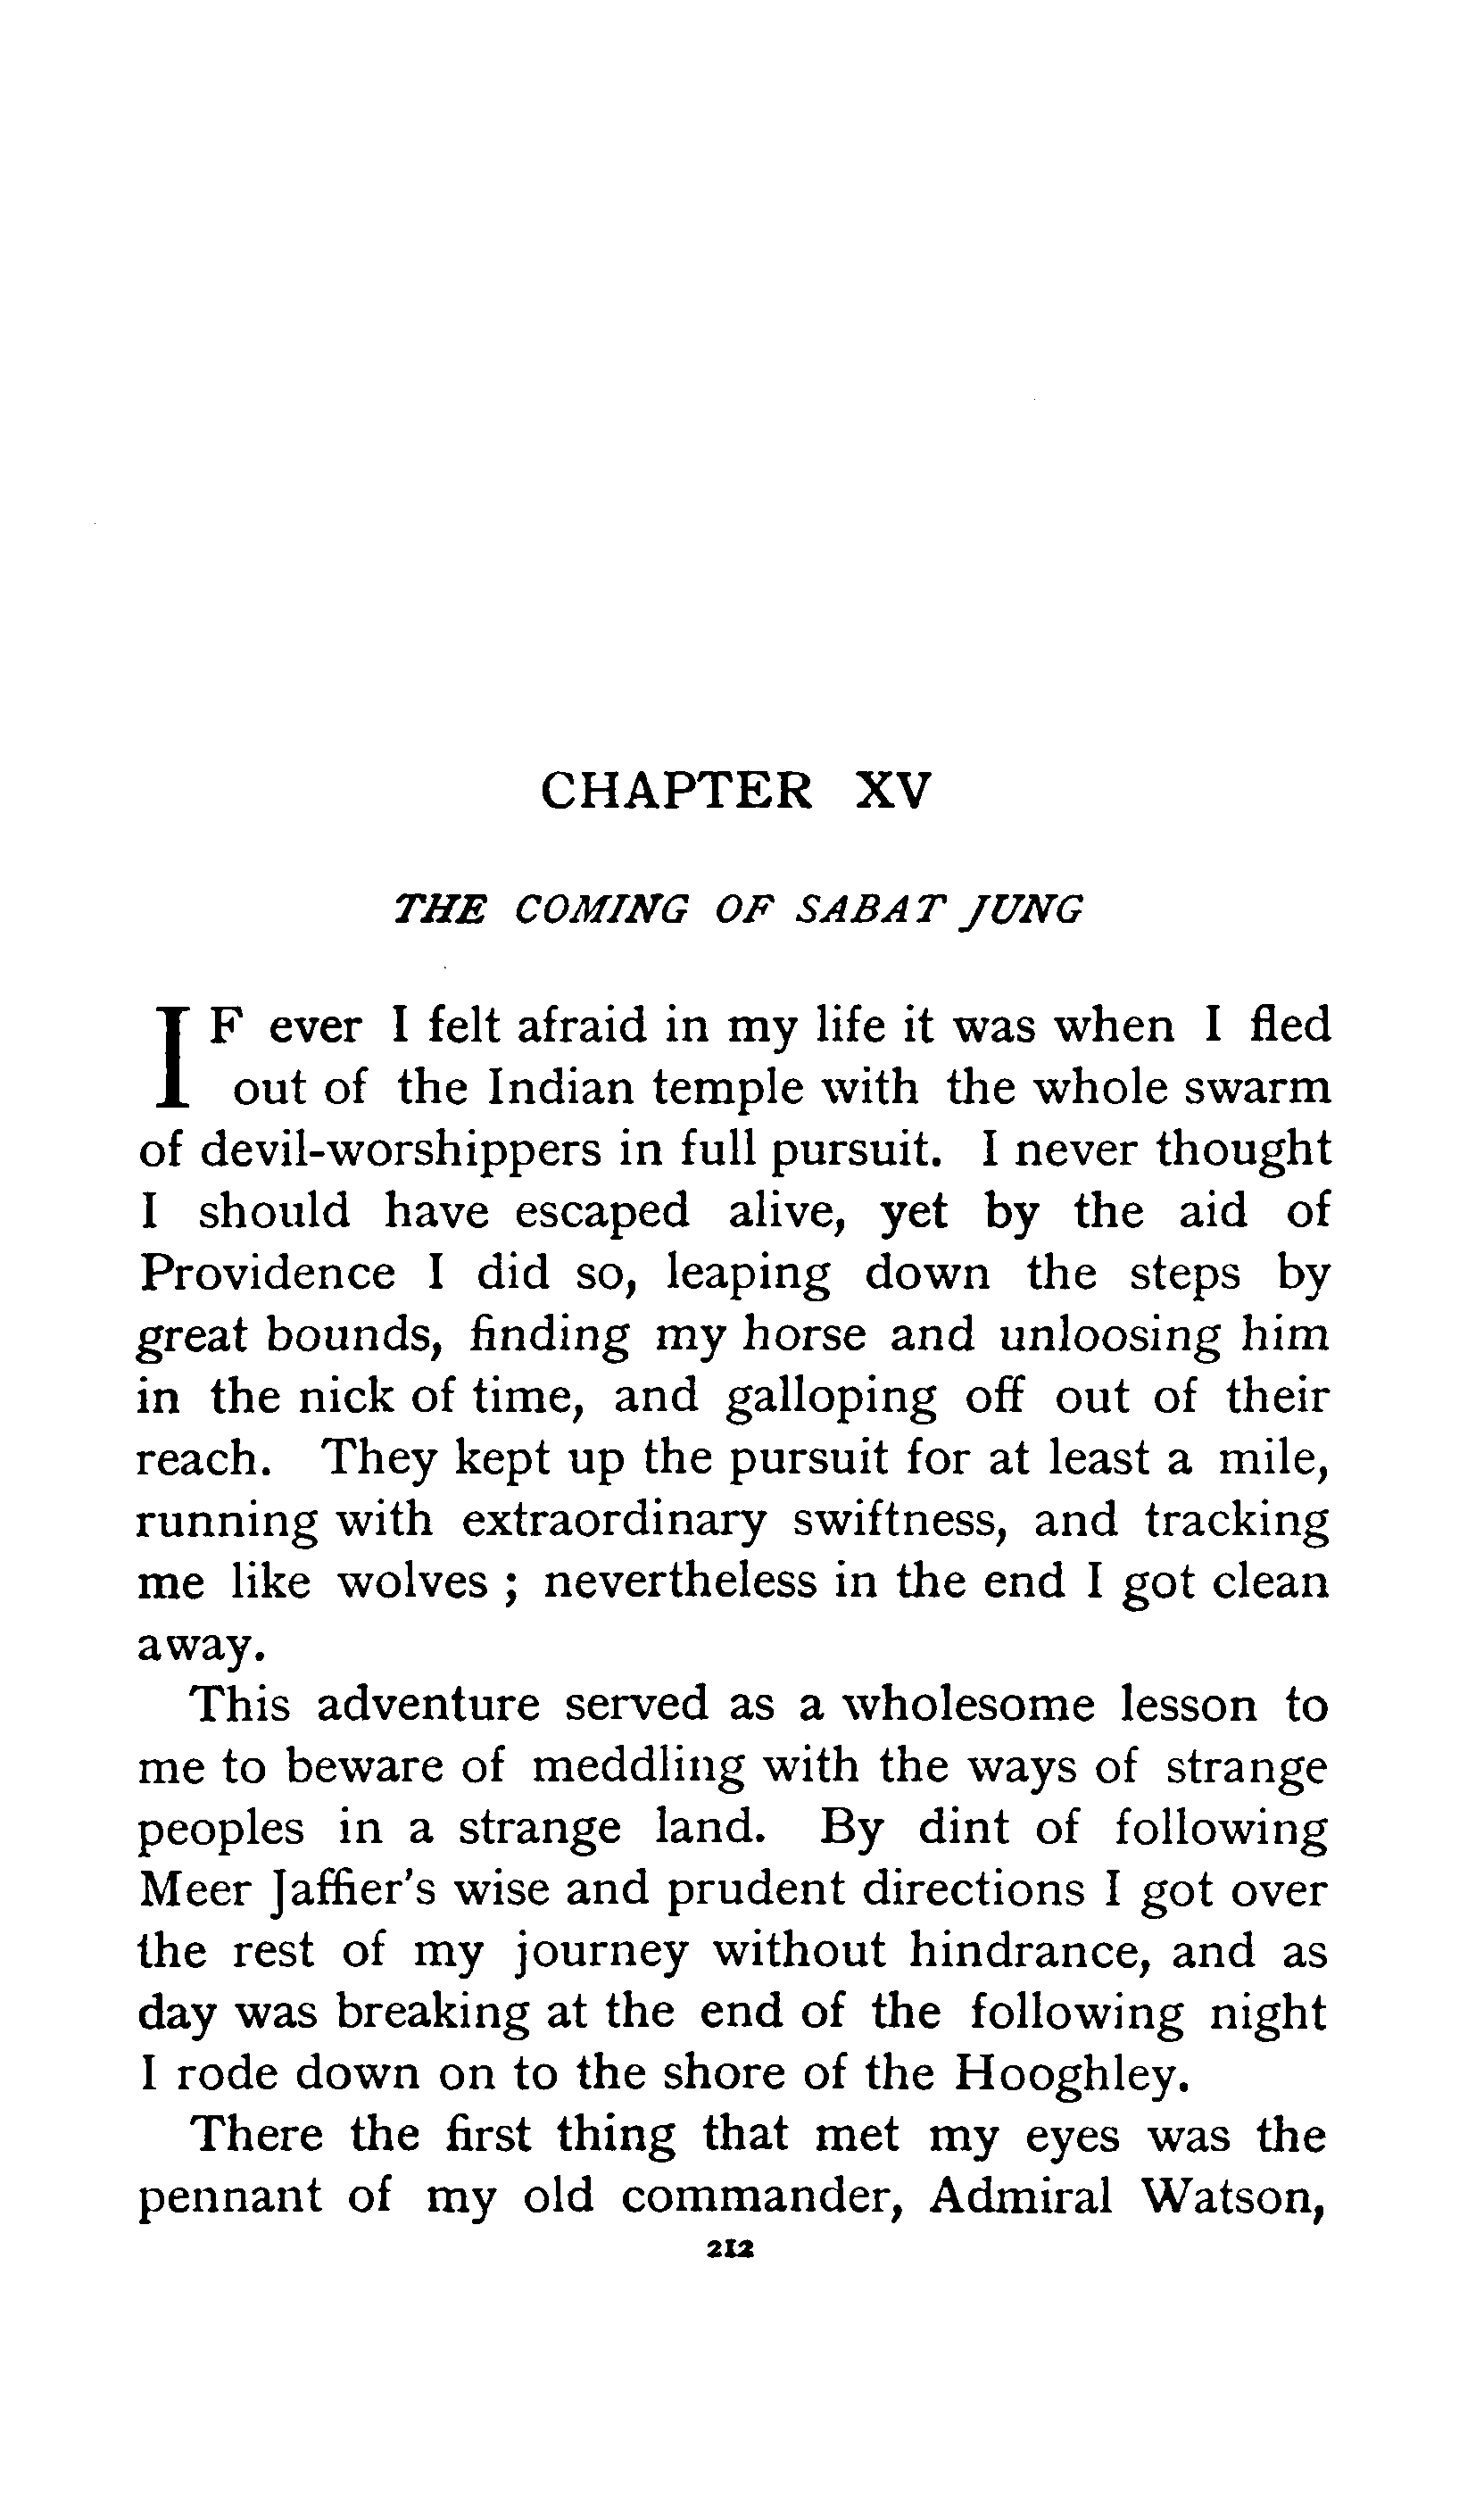 CHAPTER XV
THE COMING OF SABAT JUNG
IF ever I felt afraid in my life it was when I fled
out of the Indian temple with the whole swarm
of devil-worshippers in full pursuit. I never thought
I should have escaped alive, yet by the aid of
Providence I did so, leaping down the steps by
great bounds, finding my horse and unloosing him
in the nick of time, and galloping off out of their
reach. They kept up the pursuit for at least a mile,
running with extraordinary swiftness, and tracking
me like wolves ; nevertheless in the end I got clean
away.
This adventure served as a wholesome lesson to
me to beware of meddling with the ways of strange
peoples in a strange land. By dint of following
Meer Jaffier's wise and prudent directions I got over
the rest of my journey without hindrance, and as
day was breaking at the end of the following night
I rode down on to the shore of the Hooghley.
There the first thing that met my eyes was the
pennant of my old commander, Admiral Watson,
212